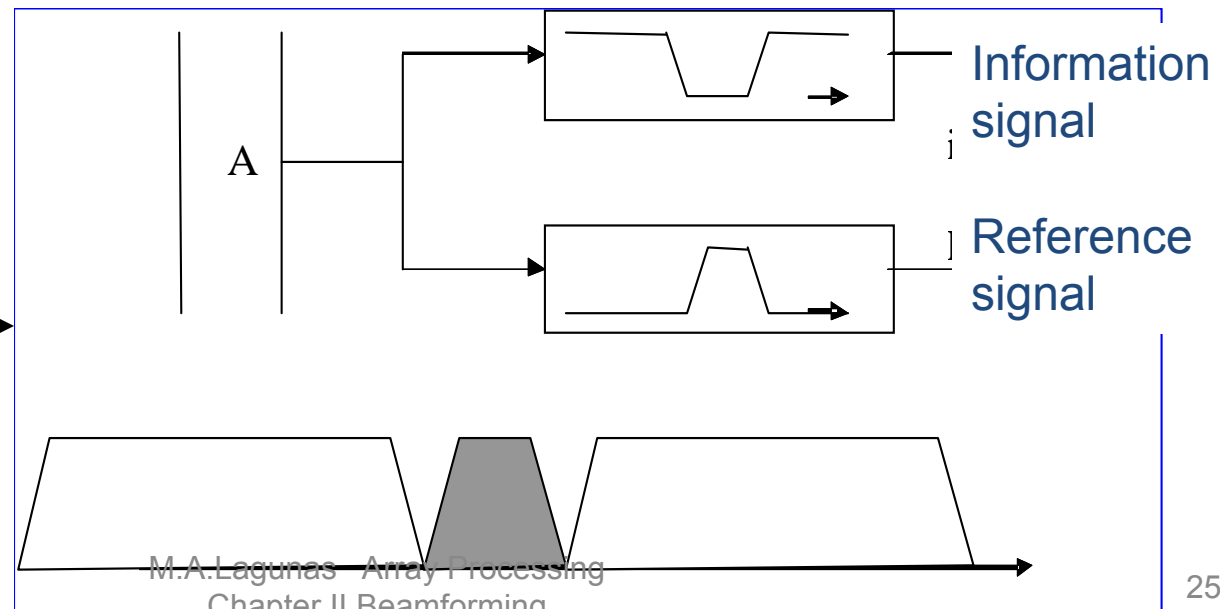 Information
signal
A
Reference
signal
M.A.Lagunas Array Processing
Chapter II Beamforming
25